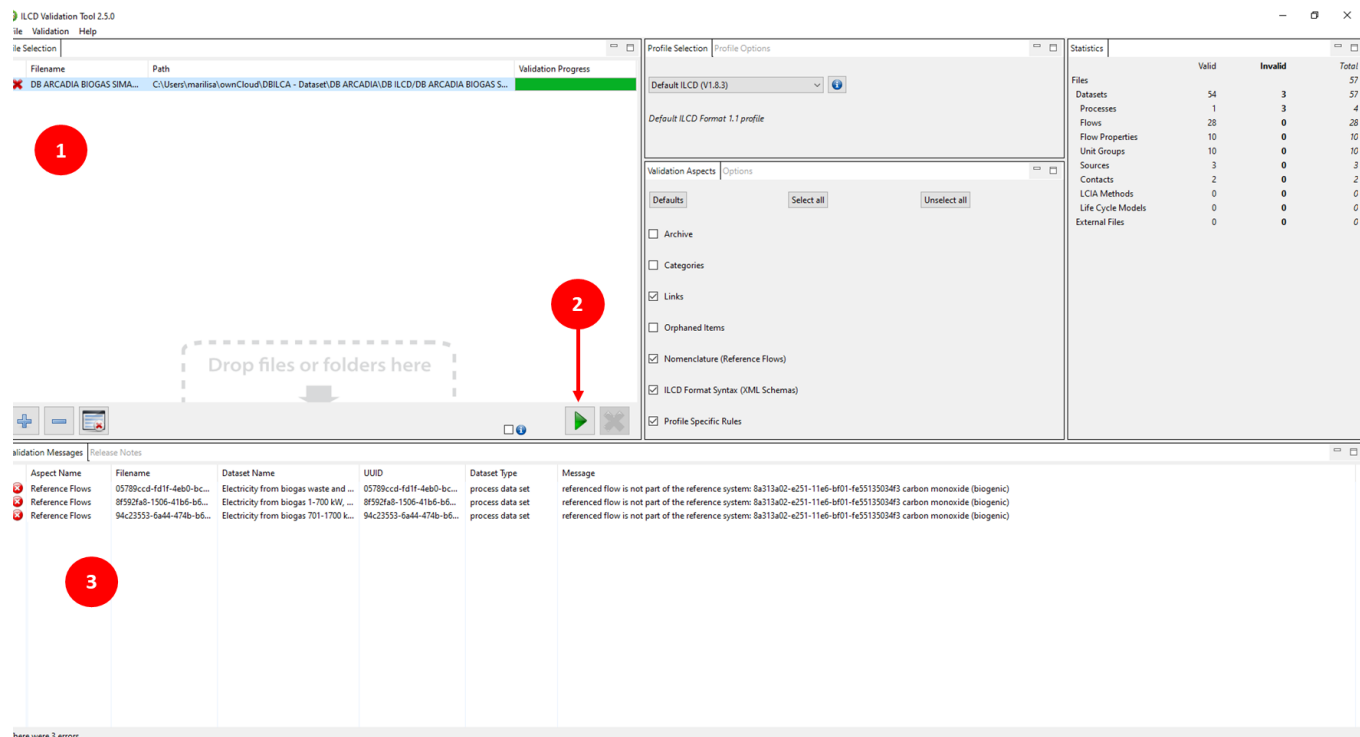 ILCD Validation Tool 2.5.0
ile Validation Help
ile Selection
Filename Path Validation Progress
DB ARCADIA BIOGAS SIMA... C:\Users\marilisa\ownCloud\DBILCA - Dataset\DB ARCADIA\DB ILCD/DB ARCADIA BIOGAS S...
1
2
Drop files or folders here
Profile Selection Profile Options
Default ILCD (V1.8.3)
Default ILCD Format 1.1 profile
Validation Aspects Options
Defaults Select all Unselect all
Archive
Categories
Links
Orphaned Items
Nomenclature (Reference Flows)
ILCD Format Syntax (XML Schemas)
Profile Specific Rules
Statistics
Valid Invalid Total
Files 57
Datasets 54 3 57
Processes 1 3 4
Flows 28 0 28
Flow Properties 10 0 10
Unit Groups 10 0 10
Sources 3 0 3
Contacts 2 0 2
LCIA Methods 0 0 0
Life Cycle Models 0 0 0
External Files 0 0 0
alidation Messages Release Notes
Aspect Name Filename Dataset Name UUID Dataset Type Message
Reference Flows 05789ccd-fd1f-4eb0-bc... Electricity from biogas waste and ... 05789ccd-fd1f-4eb0-bc... process data set referenced flow is not part of the reference system: 8a313a02-e251-11e6-bf01-fe55135034f3 carbon monoxide (biogenic)
Reference Flows 8f592fa8-1506-41b6-b6... Electricity from biogas 1-700 kW, ... 8f592fa8-1506-41b6-b6... process data set referenced flow is not part of the reference system: 8a313a02-e251-11e6-bf01-fe55135034f3 carbon monoxide (biogenic)
Reference Flows 94c23553-6a44-474b-b6... Electricity from biogas 701-1700 k... 94c23553-6a44-474b-b6... process data set referenced flow is not part of the reference system: 8a313a02-e251-11e6-bf01-fe55135034f3 carbon monoxide (biogenic)
3
here were 3 errors